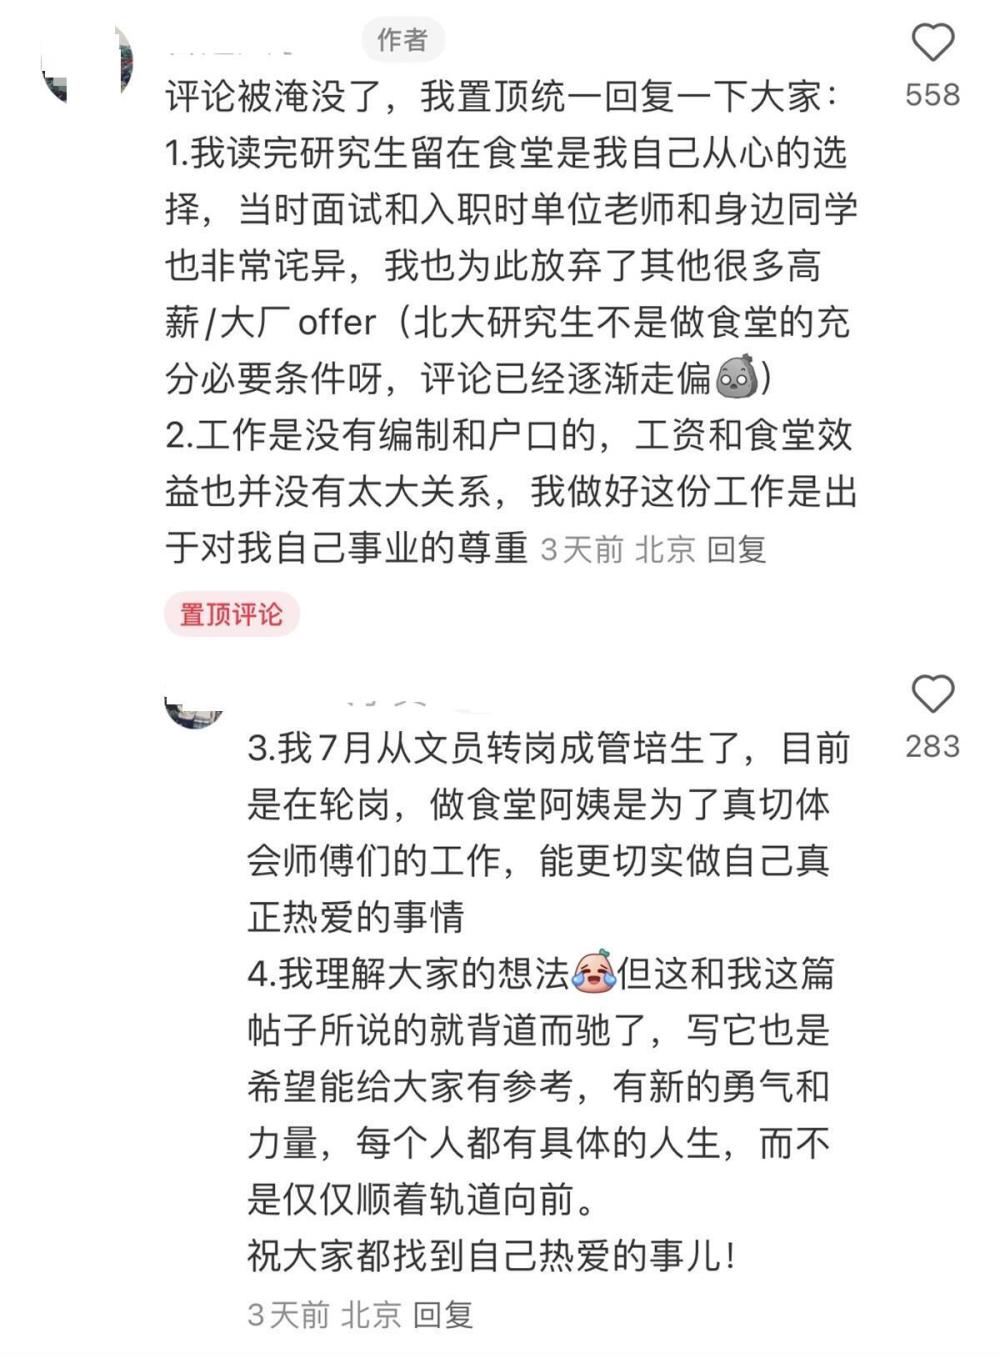 作者
558
评论被淹没了，我置顶统一回复一下大家：
1.我读完研究生留在食堂是我自己从心的选
择，当时面试和入职时单位老师和身边同学
也非常诧异，我也为此放弃了其他很多高
薪/大厂offer（北大研究生不是做食堂的充
分必要条件呀，评论已经逐渐走偏）
2.工作是没有编制和户口的，工资和食堂效
益也并没有太大关系，我做好这份工作是出
于对我自己事业的尊重 3天前 北京 回复
置顶评论
283
3.我7月从文员转岗成管培生了，目前
是在轮岗，做食堂阿姨是为了真切体
会师傅们的工作，能更切实做自己真
正热爱的事情
4.我理解大家的想法但这和我这篇
帖子所说的就背道而驰了，写它也是
希望能给大家有参考，有新的勇气和
力量，每个人都有具体的人生，而不
是仅仅顺着轨道向前。
祝大家都找到自己热爱的事儿！
3天前 北京 回复